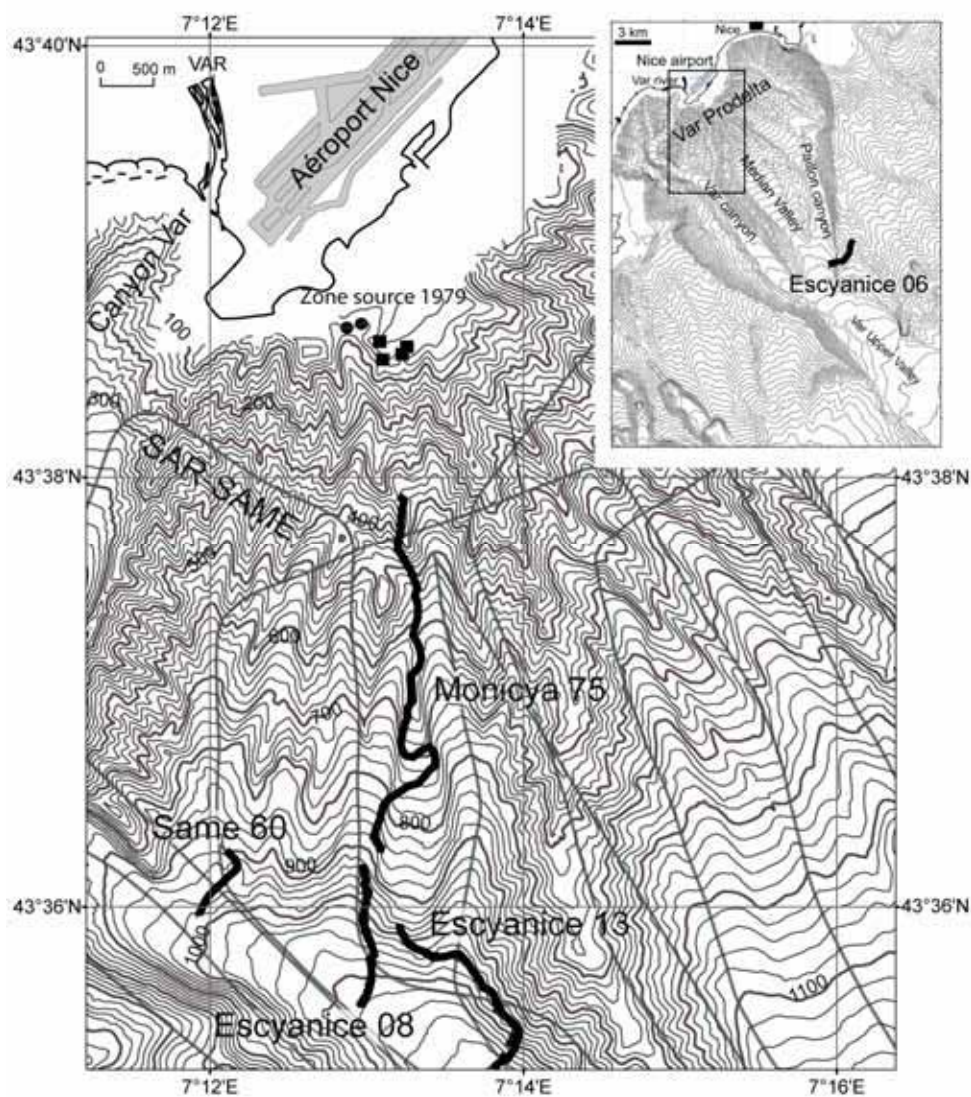 7°12'E
7°14'E
43°40'N
0 500 m
VAR
Aéroport Nice
3 km
Nice
Nice airport
Var river
Var Prodelta
Median Valley
Paillon canyon
Var canyon
Escyanice 06
Var Upper Valley
Canyon Var
100
Zone source 1979
300
200
43°38'N
43°38'N
SAR-SAME
400
600
Monicya 75
700
Same 60
800
900
43°36'N
43°36'N
Escyanice 13
1000
1100
Escyanice 08
7°12'E
7°14'E
7°16'E